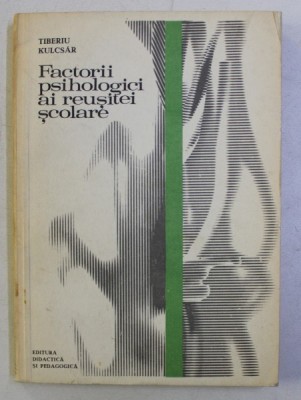 TIBERIU
KULCSÁR
Factorii
psihologici
ai reușitei
școlare
EDITURA
DIDACTICĂ
ȘI PEDAGOGICĂ